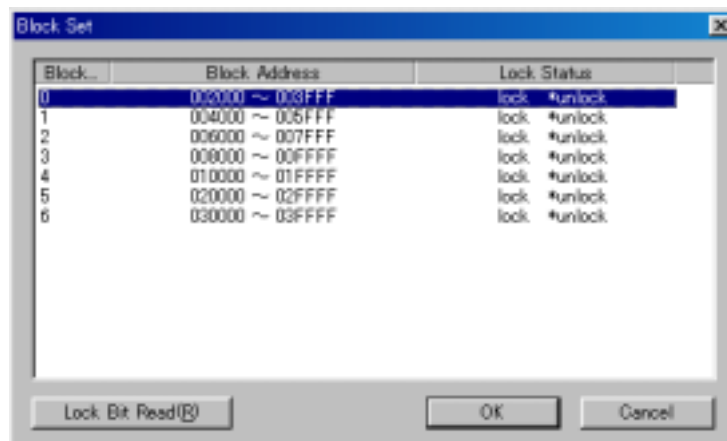 Block Set
Block... Block Address Lock Status
0 002000 ～ 003FFF lock *unlock
1 004000 ～ 005FFF lock *unlock
2 006000 ～ 007FFF lock *unlock
3 008000 ～ 00FFFF lock *unlock
4 010000 ～ 01FFFF lock *unlock
5 020000 ～ 02FFFF lock *unlock
6 030000 ～ 03FFFF lock *unlock
Lock Bit Read(R) OK Cancel